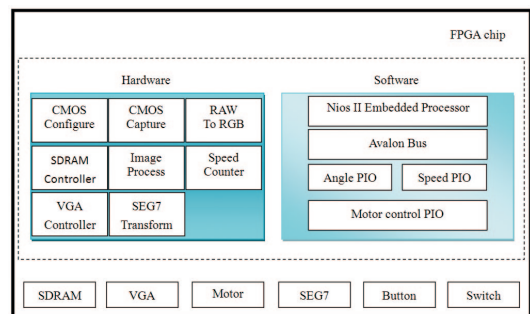 FPGA chip
Hardware
Software
CMOS
Configure
CMOS
Capture
RAW
To RGB
SDRAM
Controller
Image
Process
Speed
Counter
VGA
Controller
SEG7
Transform
Nios II Embedded Processor
Avalon Bus
Angle PIO
Speed PIO
Motor control PIO
SDRAM
VGA
Motor
SEG7
Button
Switch